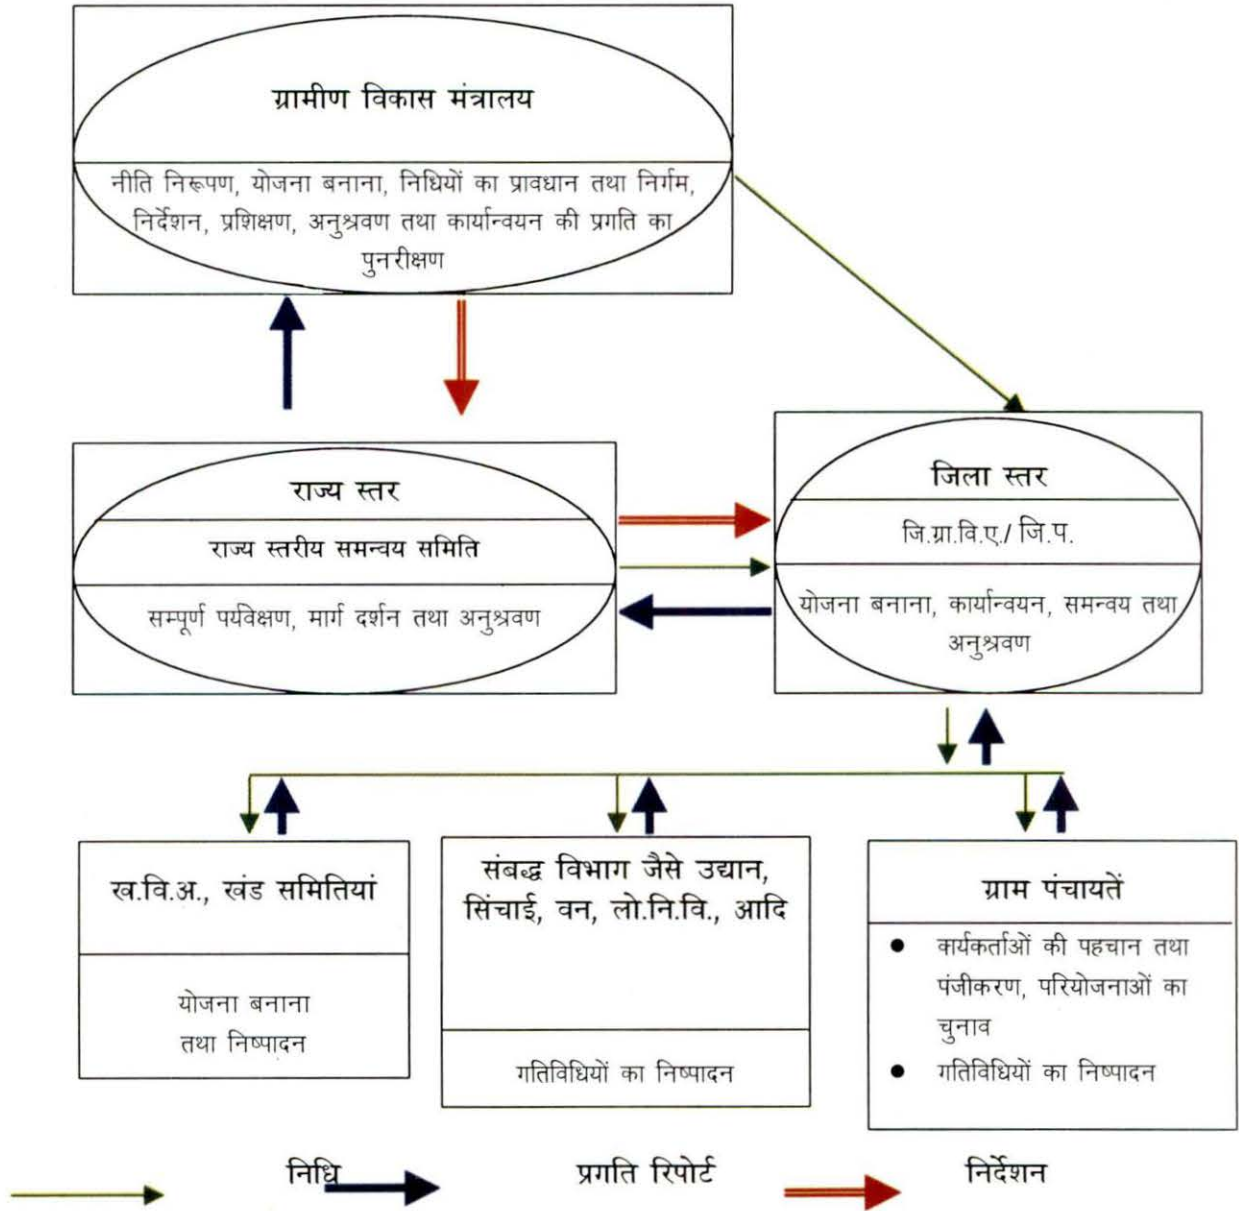 ग्रामीण विकास मंत्रालय
नीति निरूपण, योजना बनाना, निधियों का प्रावधान तथा निर्गम,
निर्देशन, प्रशिक्षण, अनुश्रवण तथा कार्यान्वयन की प्रगति का
पुनरीक्षण
राज्य स्तर
राज्य स्तरीय समन्वय समिति
सम्पूर्ण पर्यवेक्षण, मार्ग दर्शन तथा अनुश्रवण
जिला स्तर
जि.ग्रा.वि.ए./ जि.प.
योजना बनाना, कार्यान्वयन, समन्वय तथा
अनुश्रवण
ख.वि.अ., खंड समितियां
योजना बनाना
तथा निष्पादन
संबद्ध विभाग जैसे उद्यान,
सिंचाई, वन, लो.नि.वि., आदि
गतिविधियों का निष्पादन
ग्राम पंचायतें
● कार्यकर्ताओं की पहचान तथा
पंजीकरण, परियोजनाओं का
चुनाव
● गतिविधियों का निष्पादन
निधि
प्रगति रिपोर्ट
निर्देशन